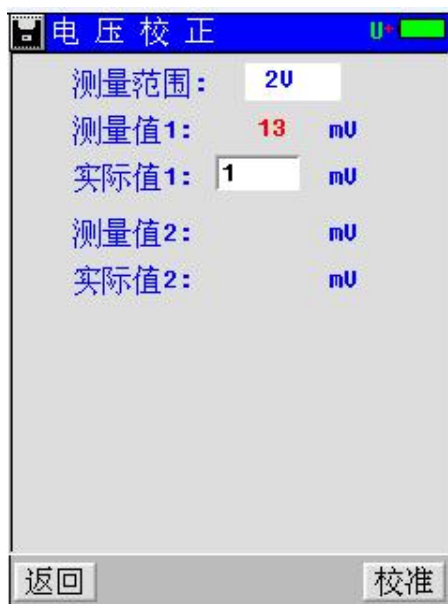 电压校正 U+
测量范围: 2V
测量值1: 13 mV
实际值1: 1 mV
测量值2: mV
实际值2: mV
返回 校准